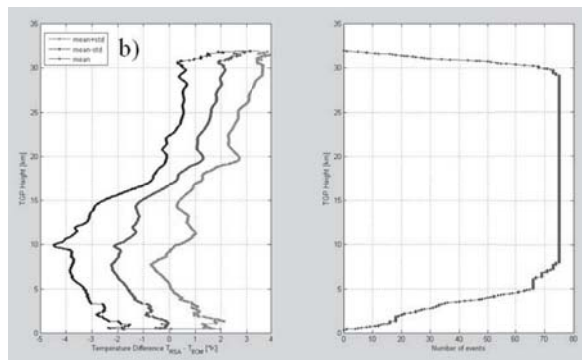 mean+std
mean-std
mean
b)
TGP Height [km]
35
30
25
20
15
10
5
0
-5 -4 -3 -2 -1 0 1 2 3 4
Temperature Difference
[°K]
TGP Height [km]
35
30
25
20
15
10
5
0
0 10 20 30 40 50 60 70 80
Number of events